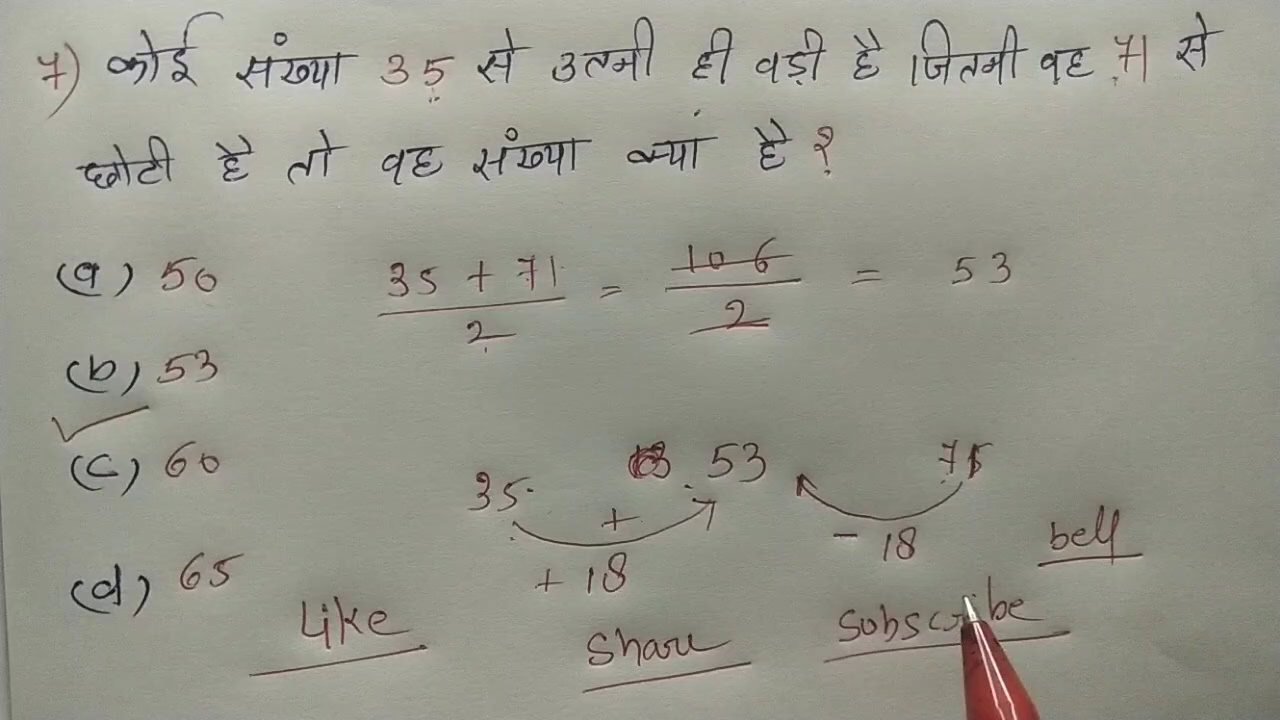 7) कोई संख्या 35 से उतनी ही बड़ी है जितनी वह 71 से
छोटी है तो वह संख्या क्या है ?
(a) 50
35 + 71 / 2 = 106 / 2 = 53
(b) 53
(c) 60
35 53 71
+
+ 18 - 18
bell
(d) 65
Like Share Subscribe